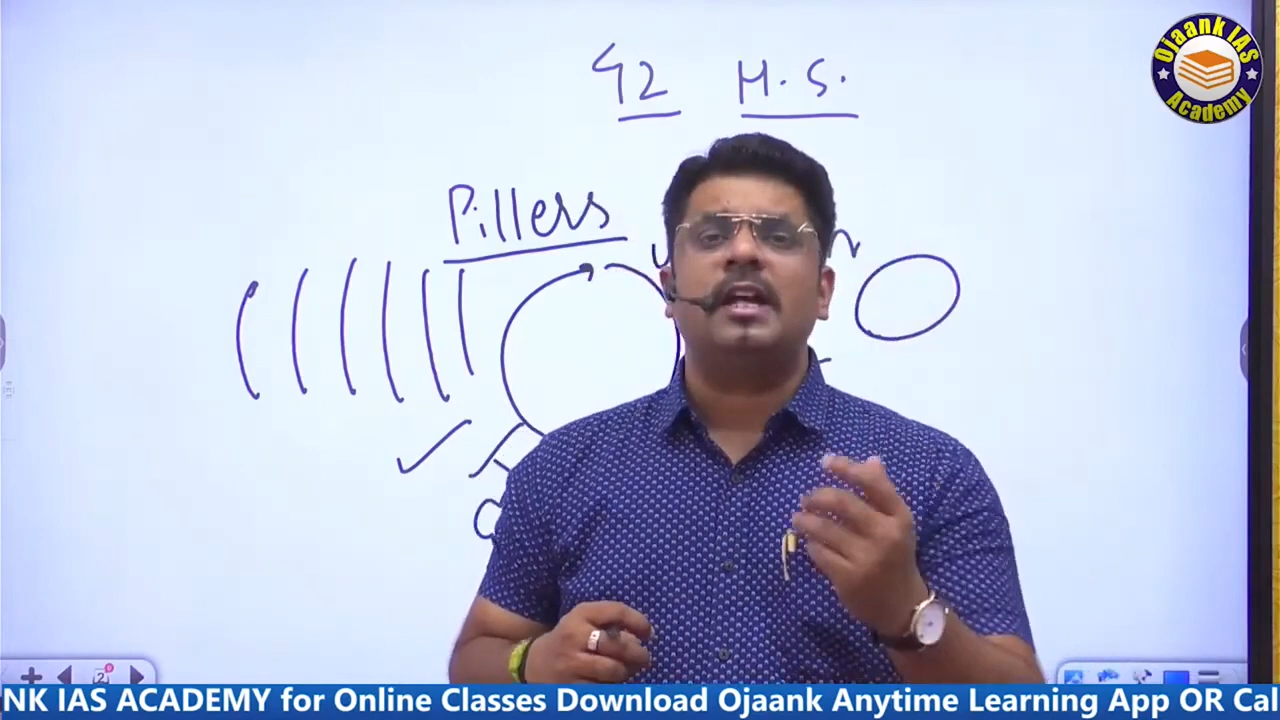 Ojaank IAS
Academy
42 M.S.
Pillers
NK IAS ACADEMY for Online Classes Download Ojaank Anytime Learning App OR Cal